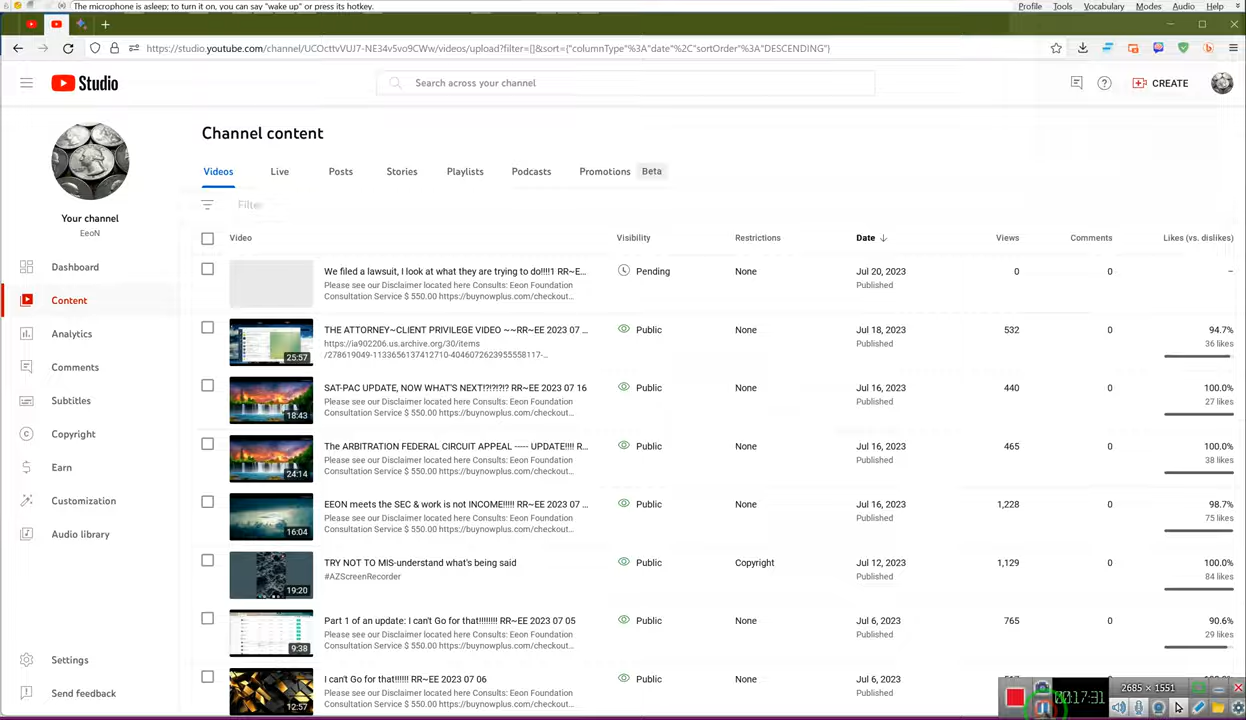 The microphone is asleep; to turn it on, you can say "wake up" or press its hotkey.
Profile Tools Vocabulary Modes Audio Help
https://studio.youtube.com/channel/UCOcttvVUJ7-NE34v5vo9CWw/videos/upload?filter=[]&sort={"columnType"%3A"date"%2C"sortOrder"%3A"DESCENDING"}
Studio
Search across your channel
CREATE
Channel content
Videos Live Posts Stories Playlists Podcasts Promotions Beta
Your channel
EeoN
Dashboard
Content
Analytics
Comments
Subtitles
Copyright
Earn
Customization
Audio library
Settings
Send feedback
Filter
Video Visibility Restrictions Date Views Comments Likes (vs. dislikes)
We filed a lawsuit, I look at what they are trying to do!!!!1 RR~E... Pending None Jul 20, 2023 0 0 –
Please see our Disclaimer located here Consults: Eeon Foundation Published
Consultation Service $ 550.00 https://buynowplus.com/checkout...
THE ATTORNEY~CLIENT PRIVILEGE VIDEO ~~RR~EE 2023 07 ... Public None Jul 18, 2023 532 0 94.7%
https://ia902206.us.archive.org/30/items Published 36 likes
/278619049-1133656137412710-4046072623955558117-...
25:57
SAT-PAC UPDATE, NOW WHAT'S NEXT!?!?!?!? RR~EE 2023 07 16 Public None Jul 16, 2023 440 0 100.0%
Please see our Disclaimer located here Consults: Eeon Foundation Published 27 likes
Consultation Service $ 550.00 https://buynowplus.com/checkout...
18:43
The ARBITRATION FEDERAL CIRCUIT APPEAL ----- UPDATE!!!! R... Public None Jul 16, 2023 465 0 100.0%
Please see our Disclaimer located here Consults: Eeon Foundation Published 38 likes
Consultation Service $ 550.00 https://buynowplus.com/checkout...
24:14
EEON meets the SEC & work is not INCOME!!!!! RR~EE 2023 07 ... Public None Jul 16, 2023 1,228 0 98.7%
Please see our Disclaimer located here Consults: Eeon Foundation Published 75 likes
Consultation Service $ 550.00 https://buynowplus.com/checkout...
16:04
TRY NOT TO MIS-understand what's being said Public Copyright Jul 12, 2023 1,129 0 100.0%
#AZScreenRecorder Published 84 likes
19:20
Part 1 of an update: I can't Go for that!!!!!!!! RR~EE 2023 07 05 Public None Jul 6, 2023 765 0 90.6%
Please see our Disclaimer located here Consults: Eeon Foundation Published 29 likes
Consultation Service $ 550.00 https://buynowplus.com/checkout...
9:38
I can't Go for that!!!!!! RR~EE 2023 07 06 Public None Jul 6, 2023
Please see our Disclaimer located here Consults: Eeon Foundation Published
Consultation Service $ 550.00 https://buynowplus.com/checkout...
12:57
2685 × 1551
17:31